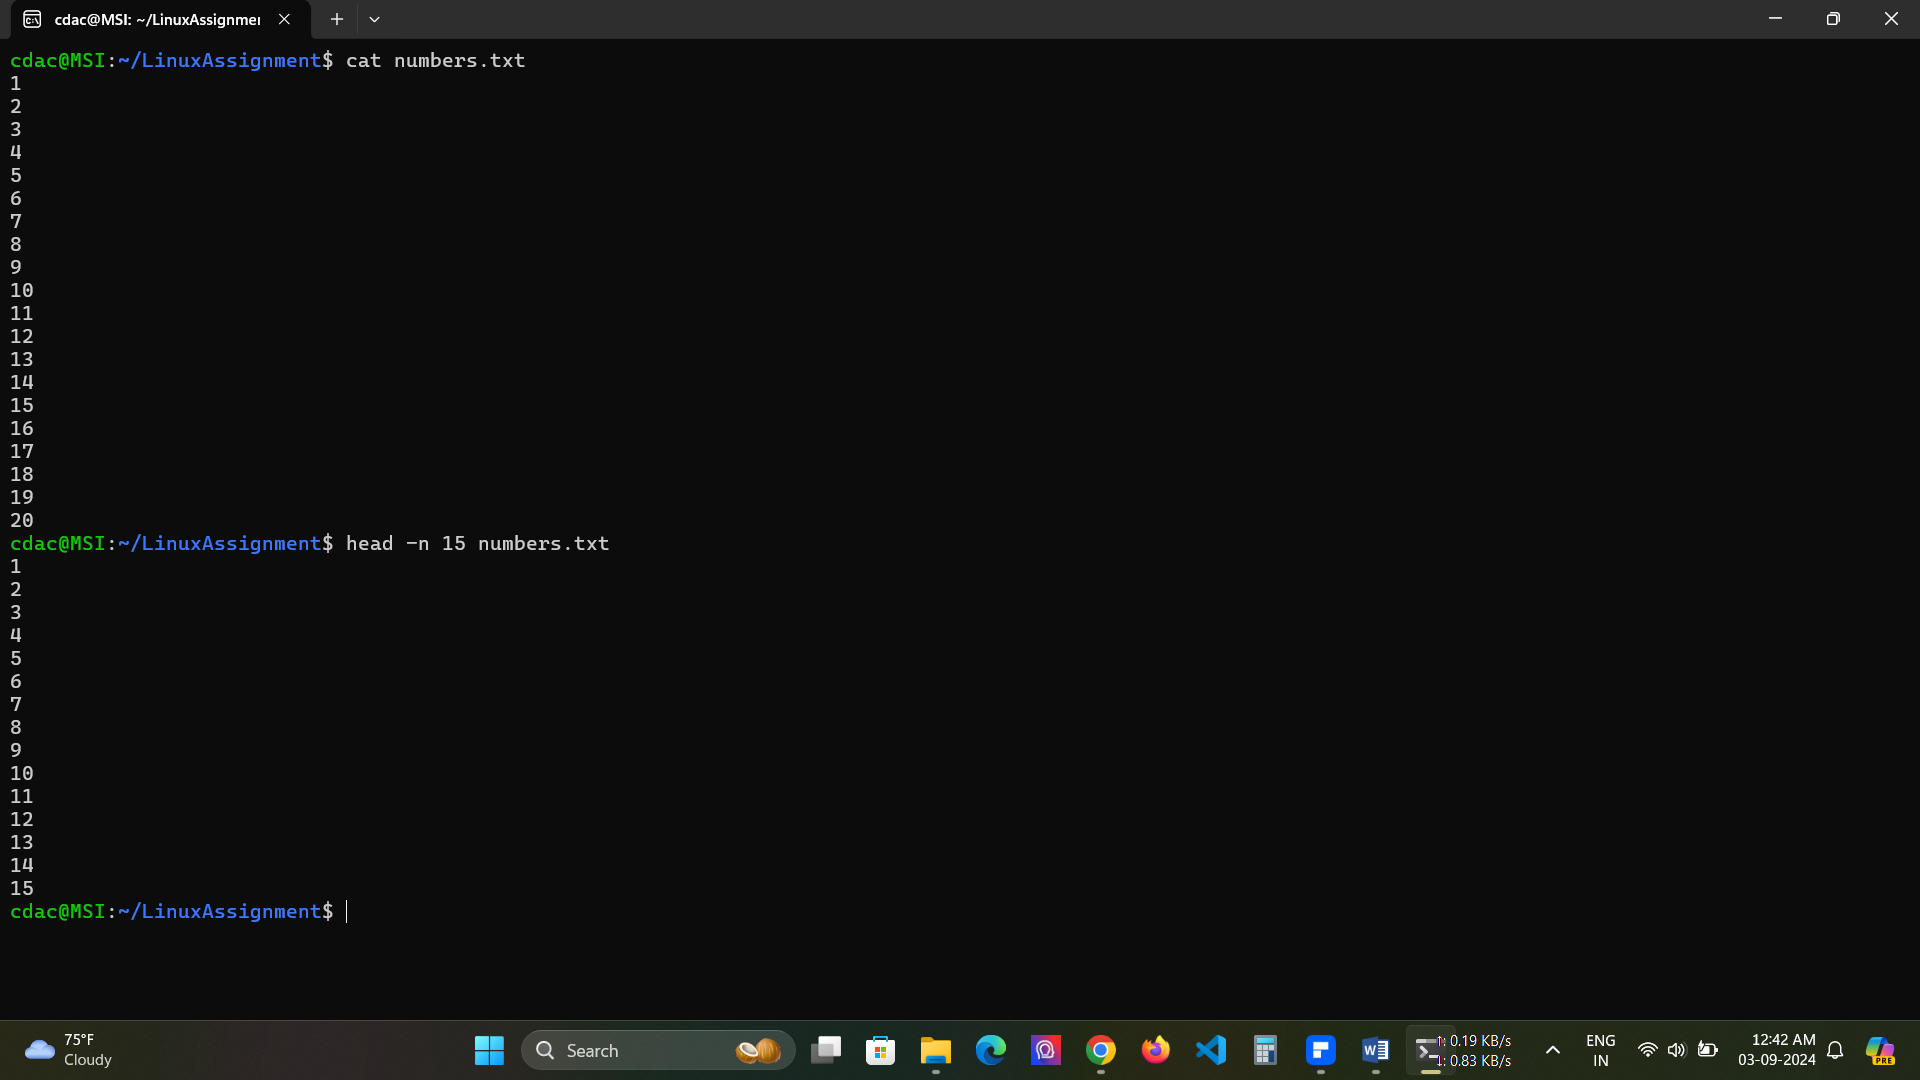 cdac@MSI: ~/LinuxAssignmer
cdac@MSI:~/LinuxAssignment$ cat numbers.txt
1
2
3
4
5
6
7
8
9
10
11
12
13
14
15
16
17
18
19
20
cdac@MSI:~/LinuxAssignment$ head -n 15 numbers.txt
1
2
3
4
5
6
7
8
9
10
11
12
13
14
15
cdac@MSI:~/LinuxAssignment$
75°F
Cloudy
Search
↑: 0.19 KB/s
↓: 0.83 KB/s
ENG
IN
12:42 AM
03-09-2024
PRE